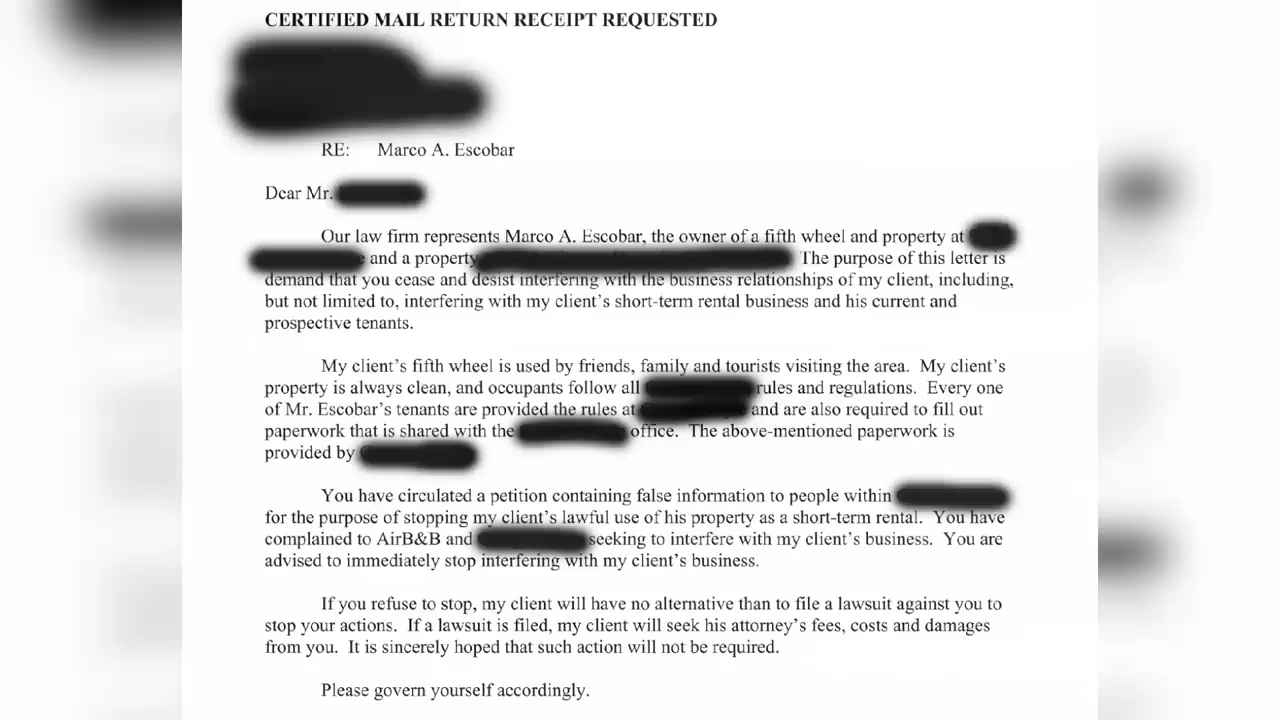 CERTIFIED MAIL RETURN RECEIPT REQUESTED
RE: Marco A. Escobar
Dear Mr.
Our law firm represents Marco A. Escobar, the owner of a fifth wheel and property at
and a property The purpose of this letter is
demand that you cease and desist interfering with the business relationships of my client, including,
but not limited to, interfering with my client's short-term rental business and his current and
prospective tenants.
My client's fifth wheel is used by friends, family and tourists visiting the area. My client's
property is always clean, and occupants follow all rules and regulations. Every one
of Mr. Escobar's tenants are provided the rules at and are also required to fill out
paperwork that is shared with the office. The above-mentioned paperwork is
provided by
You have circulated a petition containing false information to people within
for the purpose of stopping my client's lawful use of his property as a short-term rental. You have
complained to AirB&B and seeking to interfere with my client's business. You are
advised to immediately stop interfering with my client's business.
If you refuse to stop, my client will have no alternative than to file a lawsuit against you to
stop your actions. If a lawsuit is filed, my client will seek his attorney's fees, costs and damages
from you. It is sincerely hoped that such action will not be required.
Please govern yourself accordingly.